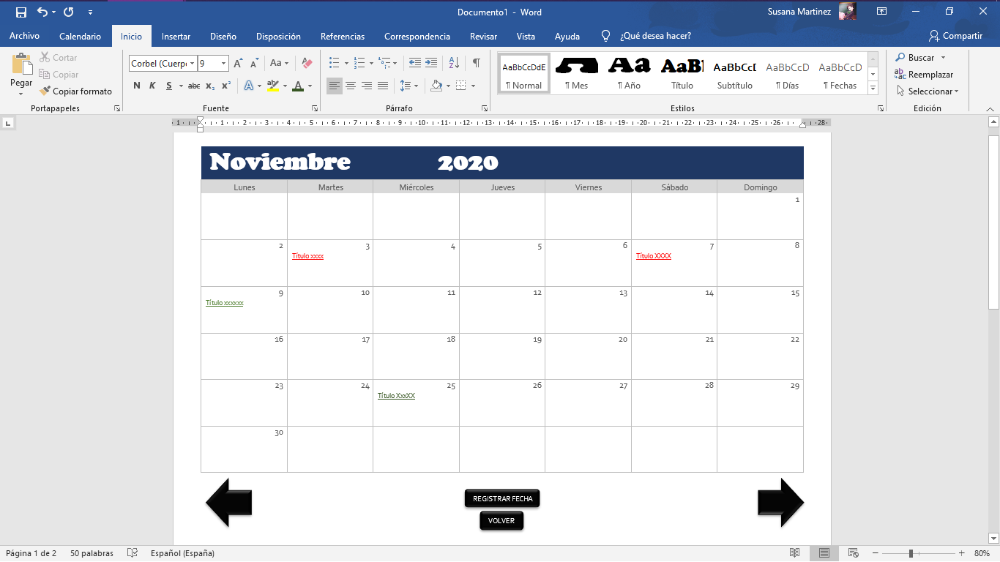 Documento1 - Word
Susana Martinez
Archivo Calendario Inicio Insertar Diseño Disposición Referencias Correspondencia Revisar Vista Ayuda ¿Qué desea hacer? Compartir
Pegar
Cortar
Copiar
Copiar formato
Portapapeles
Corbel (Cuerp 9
Aa
N K S abc x₂ x²
Fuente
Párrafo
AaBbCcDdE
¶ Normal
¶ Mes
Aa
¶ Año
AaBl
Título
AaBbCcI
Subtítulo
AaBbCcD
¶ Días
AaBbCcD
¶ Fechas
Estilos
Buscar
Reemplazar
Seleccionar
Edición
1 1 2 3 4 5 6 7 8 9 10 11 12 13 14 15 16 17 18 19 20 21 22 23 24 25 26 28
Noviembre 2020
Lunes Martes Miércoles Jueves Viernes Sábado Domingo
1
2 3 4 5 6 7 8
Título xxxx Título XXXX
9 10 11 12 13 14 15
Título xxxxxx
16 17 18 19 20 21 22
23 24 25 26 27 28 29
Título XxxXX
30
REGISTRAR FECHA
VOLVER
Página 1 de 2 50 palabras Español (España) 80%